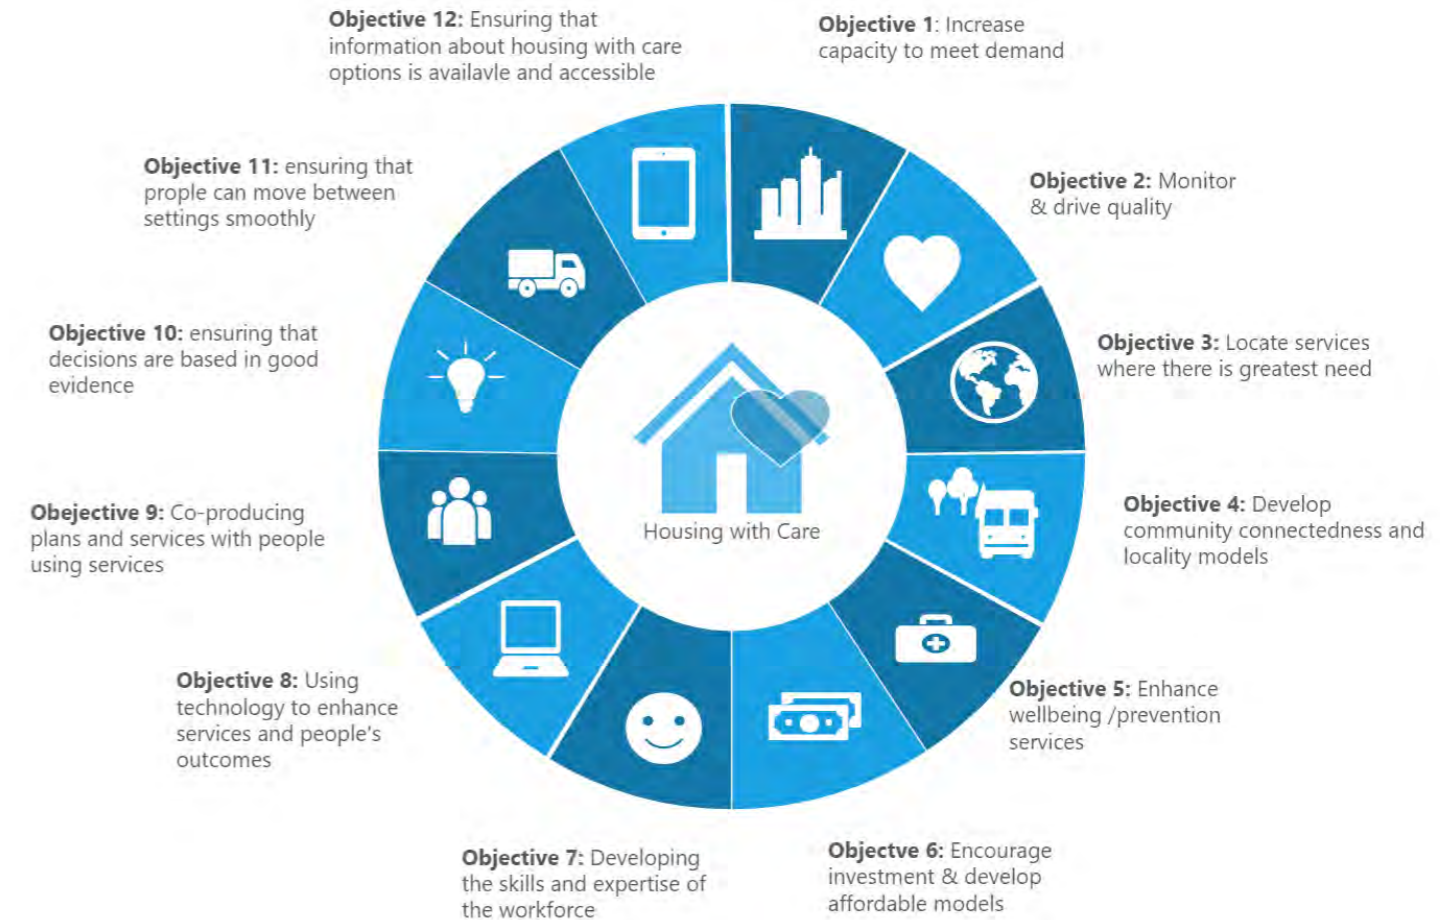 Objective 12: Ensuring that
information about housing with care
options is availavle and accessible
Objective 1: Increase
capacity to meet demand
Objective 11: ensuring that
prople can move between
settings smoothly
Objective 2: Monitor
& drive quality
Objective 10: ensuring that
decisions are based in good
evidence
Objective 3: Locate services
where there is greatest need
Housing with Care
Obejective 9: Co-producing
plans and services with people
using services
Objective 4: Develop
community connectedness and
locality models
Objective 8: Using
technology to enhance
services and people's
outcomes
Objective 5: Enhance
wellbeing /prevention
services
Objective 7: Developing
the skills and expertise of
the workforce
Objectve 6: Encourage
investment & develop
affordable models